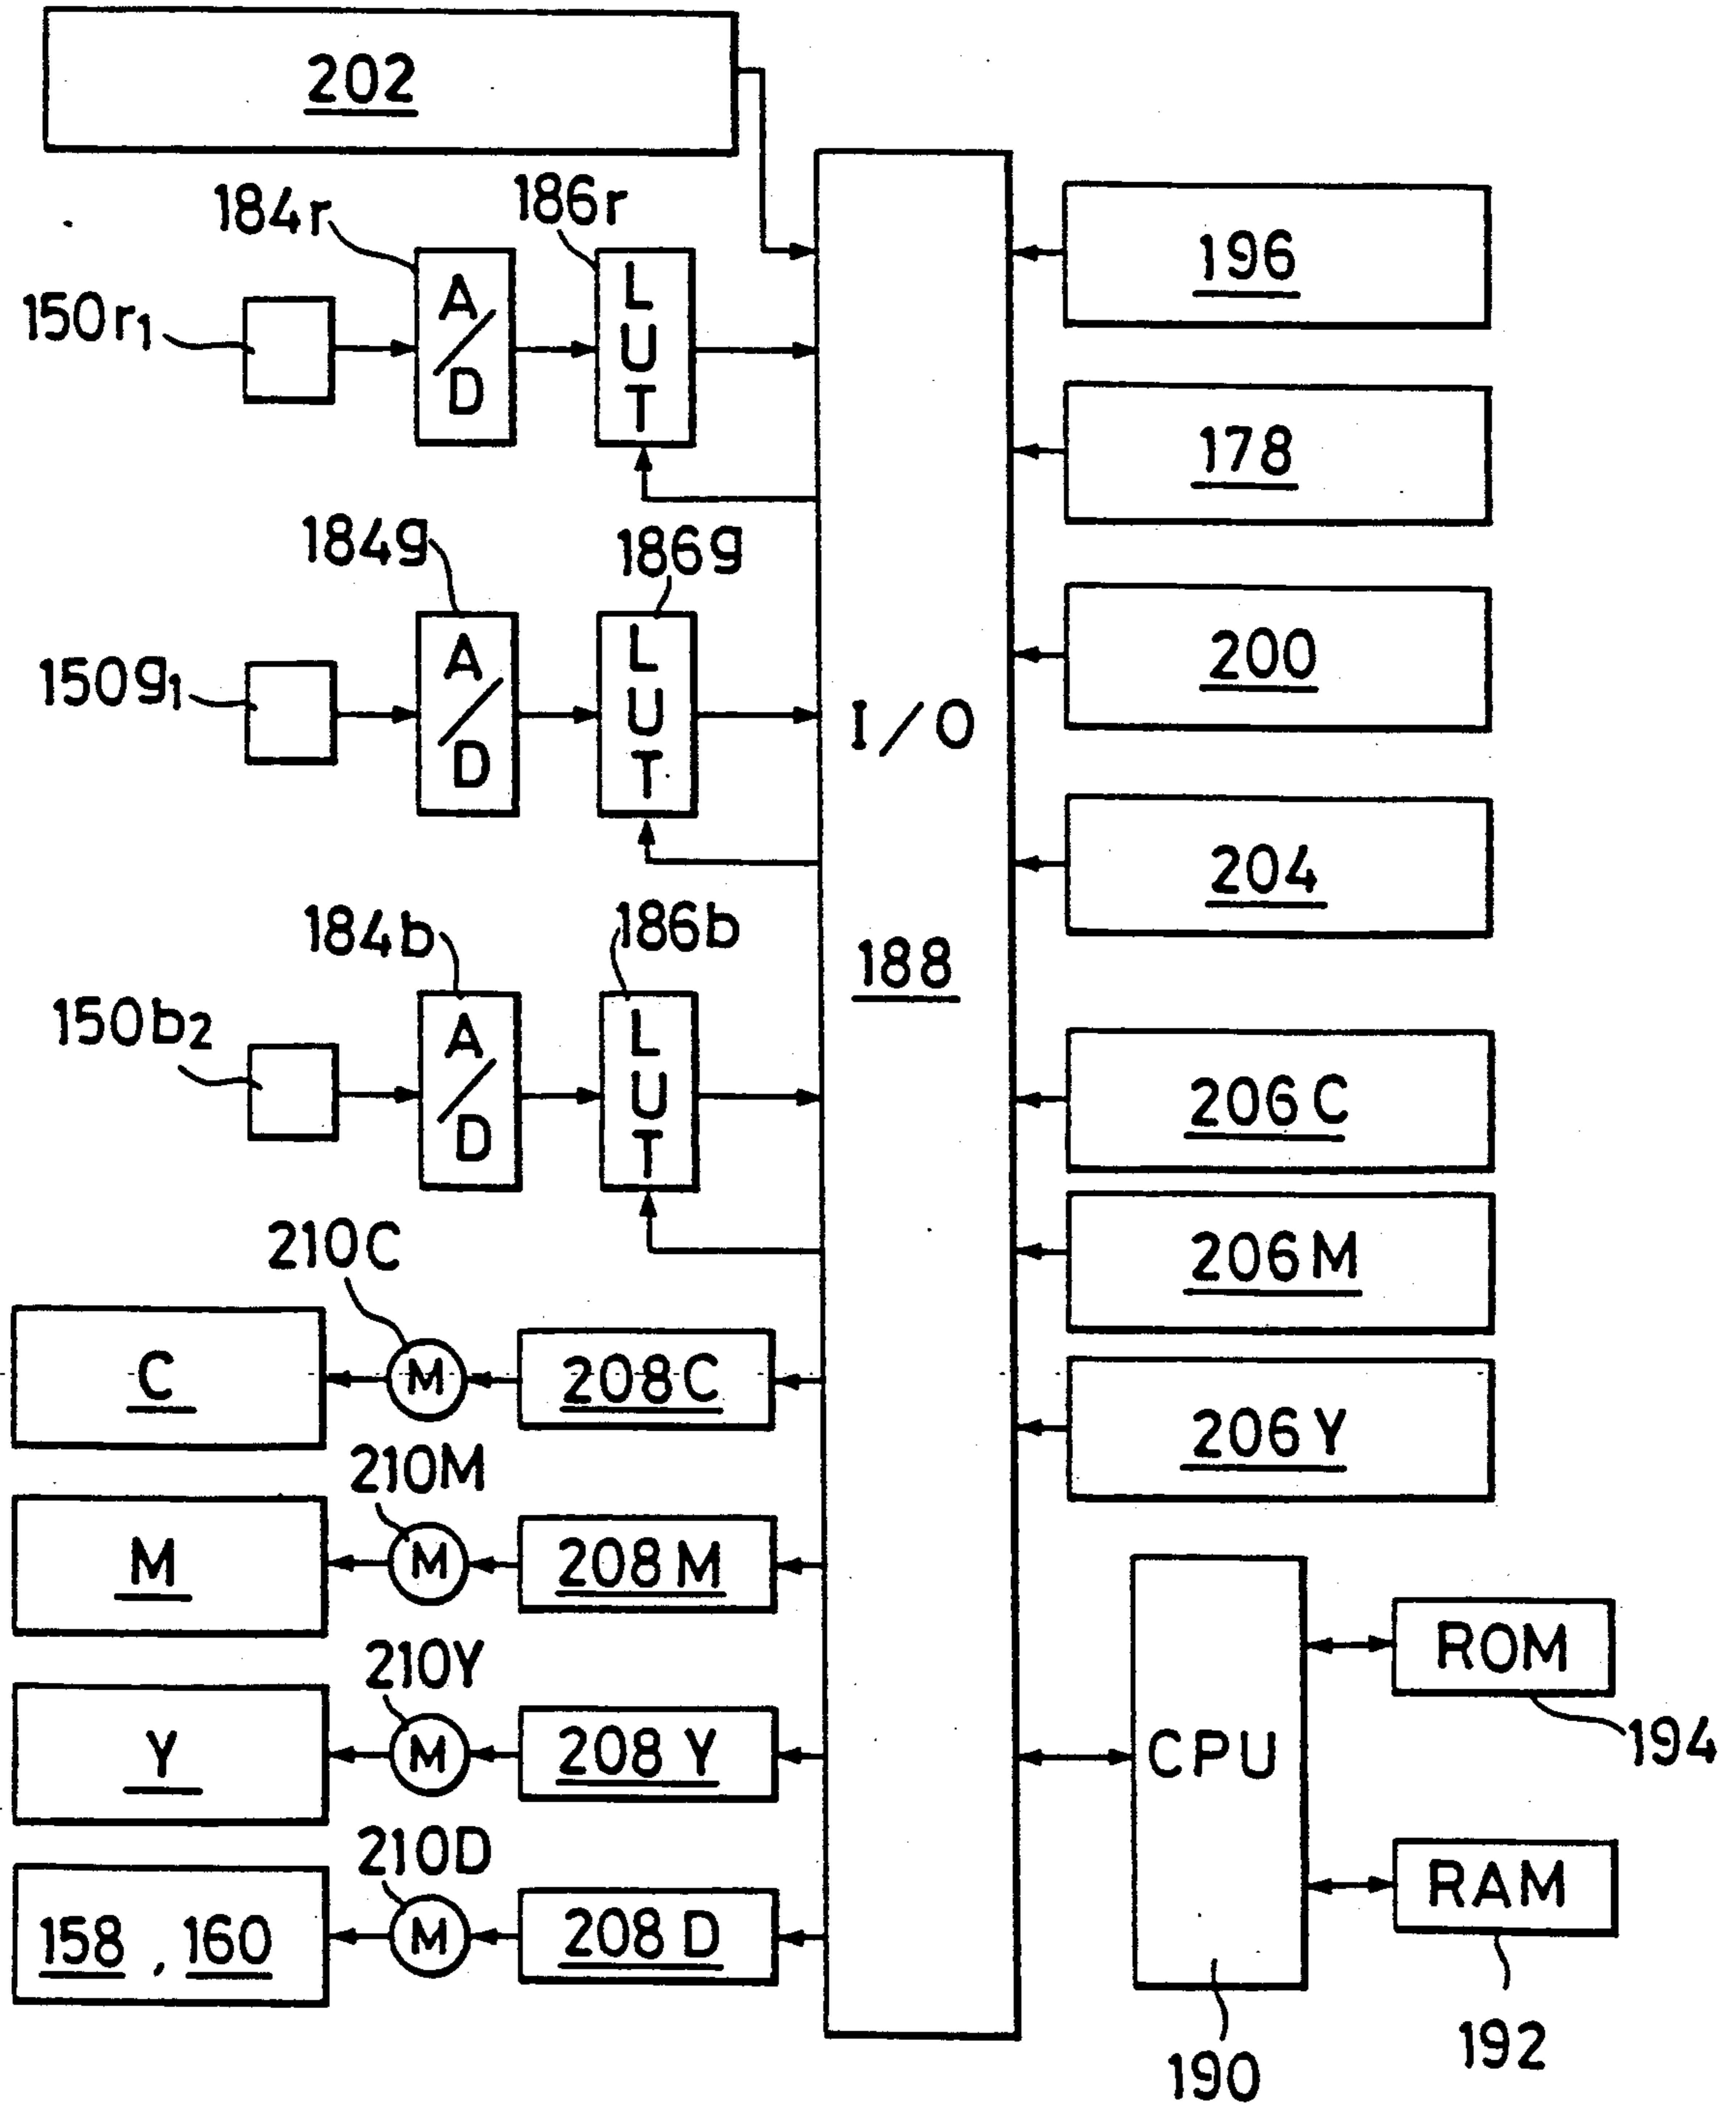 202
184r
186r
150r₁
A/D
LUT
196
178
184g
186g
150g₁
A/D
LUT
200
I/O
204
184b
186b
188
150b₂
A/D
LUT
206C
206M
206Y
210C
C
M
208C
210M
M
M
208M
210Y
Y
M
208Y
210D
158, 160
M
208D
CPU
ROM
194
RAM
192
190